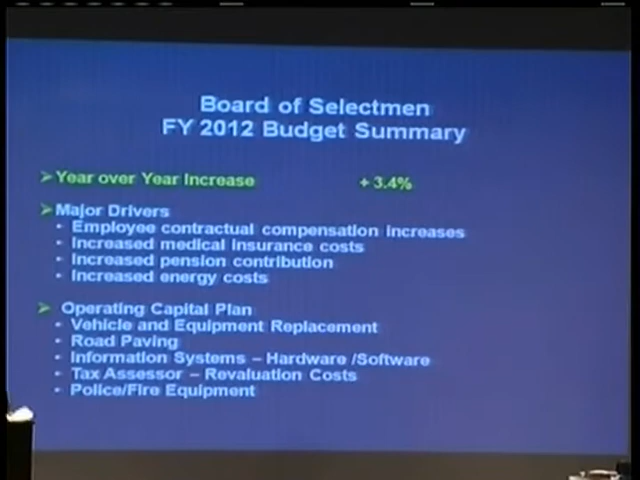 Board of Selectmen
FY 2012 Budget Summary
➢Year over Year Increase + 3.4%
➢Major Drivers
• Employee contractual compensation increases
• Increased medical insurance costs
• Increased pension contribution
• Increased energy costs
➢ Operating Capital Plan
• Vehicle and Equipment Replacement
• Road Paving
• Information Systems – Hardware /Software
• Tax Assessor – Revaluation Costs
• Police/Fire Equipment